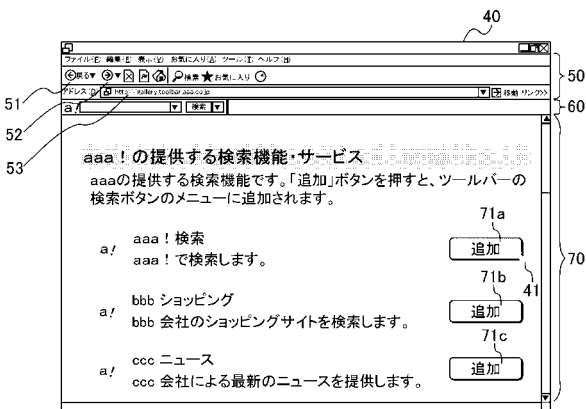 40
ファイル(F) 編集(E) 表示(V) お気に入り(A) ツール(T) ヘルプ(H)
戻る 検索 お気に入り
50
51
アドレス(D) http://gallery.toolbar.aaa.co.jp 移動 リンク>>
52
a! 検索
60
53
aaa！の提供する検索機能・サービス
aaaの提供する検索機能です。「追加」ボタンを押すと、ツールバーの
検索ボタンのメニューに追加されます。
71a
a! aaa！検索
aaa！で検索します。
追加
70
41
71b
a! bbb ショッピング
bbb 会社のショッピングサイトを検索します。
追加
71c
a! ccc ニュース
ccc 会社による最新のニュースを提供します。
追加